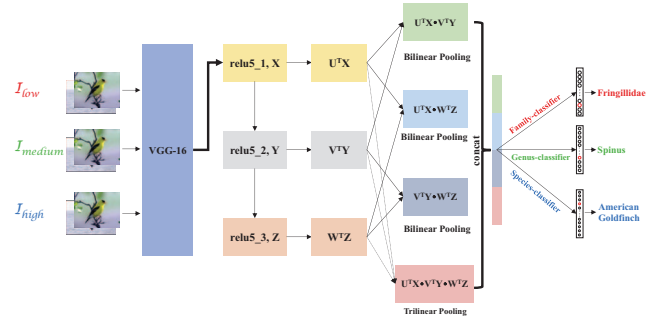 I_low
I_medium
I_high
VGG-16
relu5_1, X
relu5_2, Y
relu5_3, Z
UᵀX
VᵀY
WᵀZ
UᵀX•VᵀY
Bilinear Pooling
UᵀX•WᵀZ
Bilinear Pooling
VᵀY•WᵀZ
Bilinear Pooling
UᵀX•VᵀY•WᵀZ
Trilinear Pooling
concat
Family-classifier
Genus-classifier
Species-classifier
Fringillidae
Spinus
American
Goldfinch